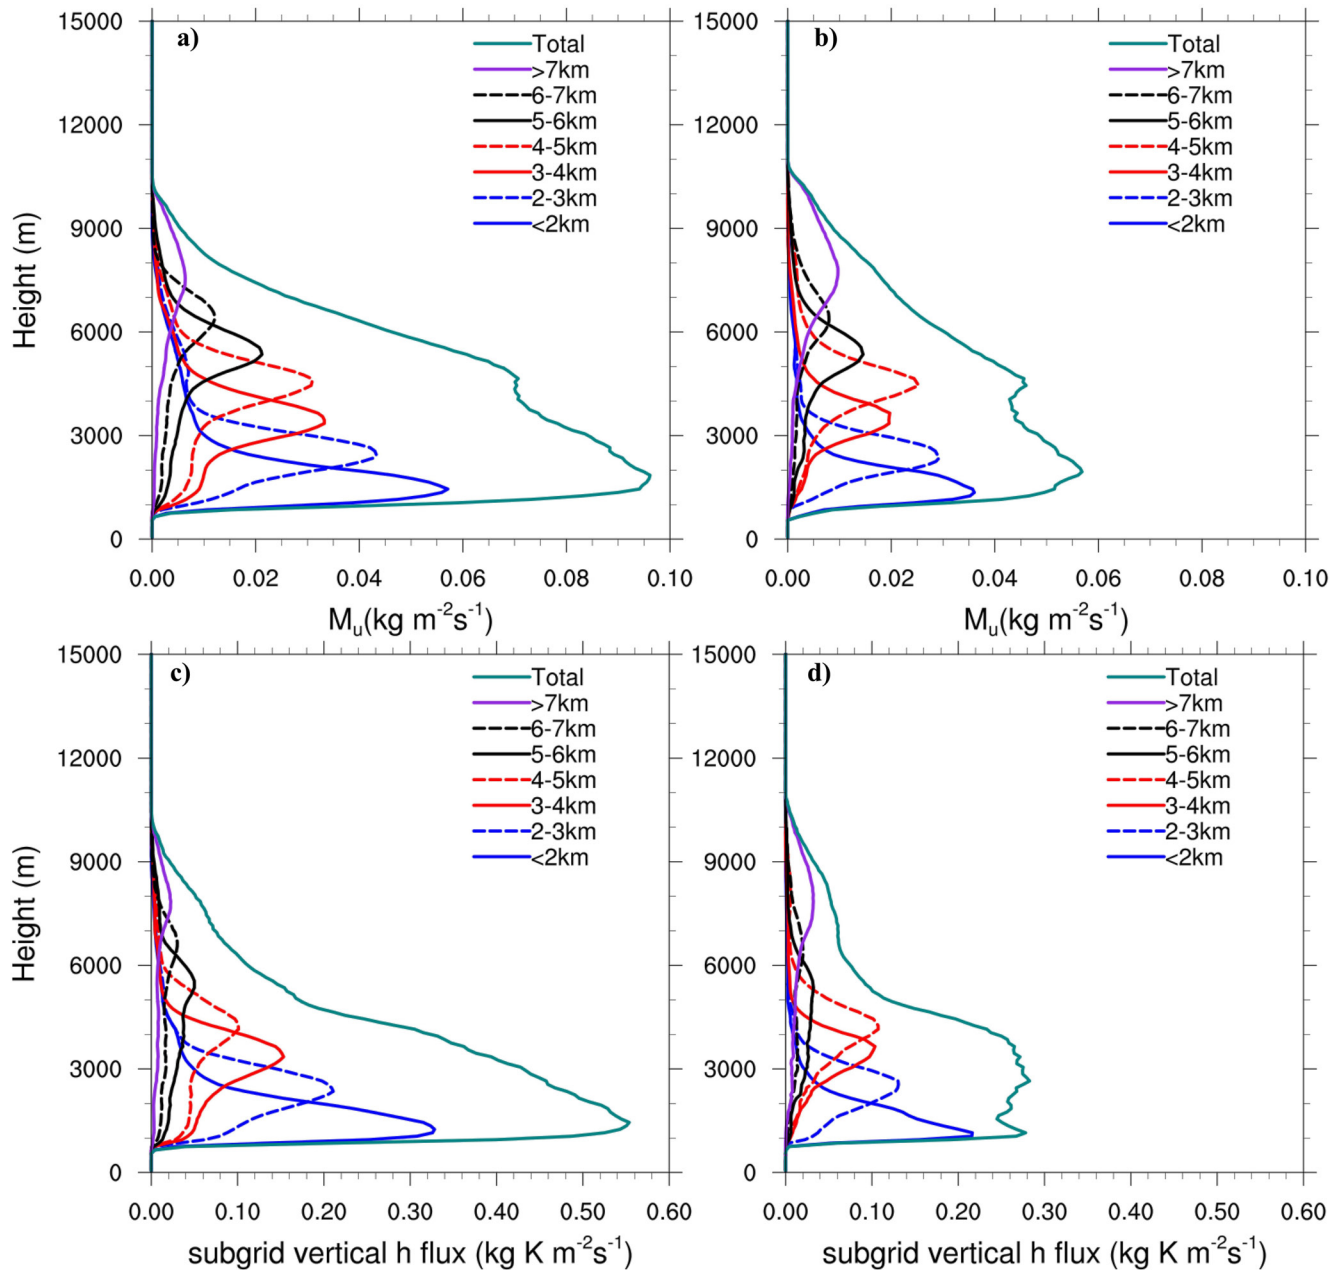 a)
15000
12000
9000
6000
3000
0
Height (m)
Total
>7km
6-7km
5-6km
4-5km
3-4km
2-3km
<2km
0.00 0.02 0.04 0.06 0.08 0.10
Mᵤ(kg m⁻²s⁻¹)
b)
15000
12000
9000
6000
3000
0
Total
>7km
6-7km
5-6km
4-5km
3-4km
2-3km
<2km
0.00 0.02 0.04 0.06 0.08 0.10
Mᵤ(kg m⁻²s⁻¹)
c)
15000
12000
9000
6000
3000
0
Height (m)
Total
>7km
6-7km
5-6km
4-5km
3-4km
2-3km
<2km
0.00 0.10 0.20 0.30 0.40 0.50 0.60
subgrid vertical h flux (kg K m⁻²s⁻¹)
d)
15000
12000
9000
6000
3000
0
Total
>7km
6-7km
5-6km
4-5km
3-4km
2-3km
<2km
0.00 0.10 0.20 0.30 0.40 0.50 0.60
subgrid vertical h flux (kg K m⁻²s⁻¹)